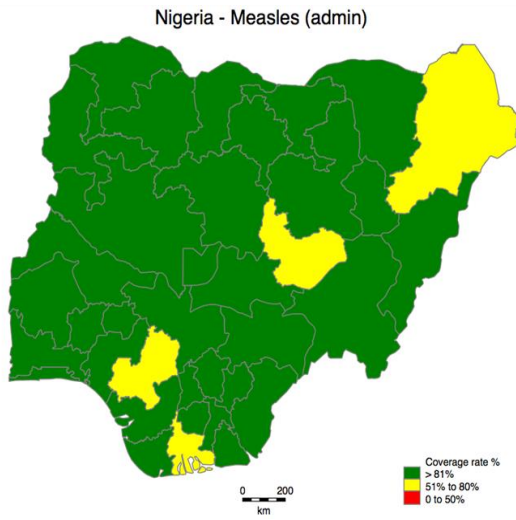 Nigeria - Measles (admin)
Coverage rate %
> 81%
51% to 80%
0 to 50%
0 200
km